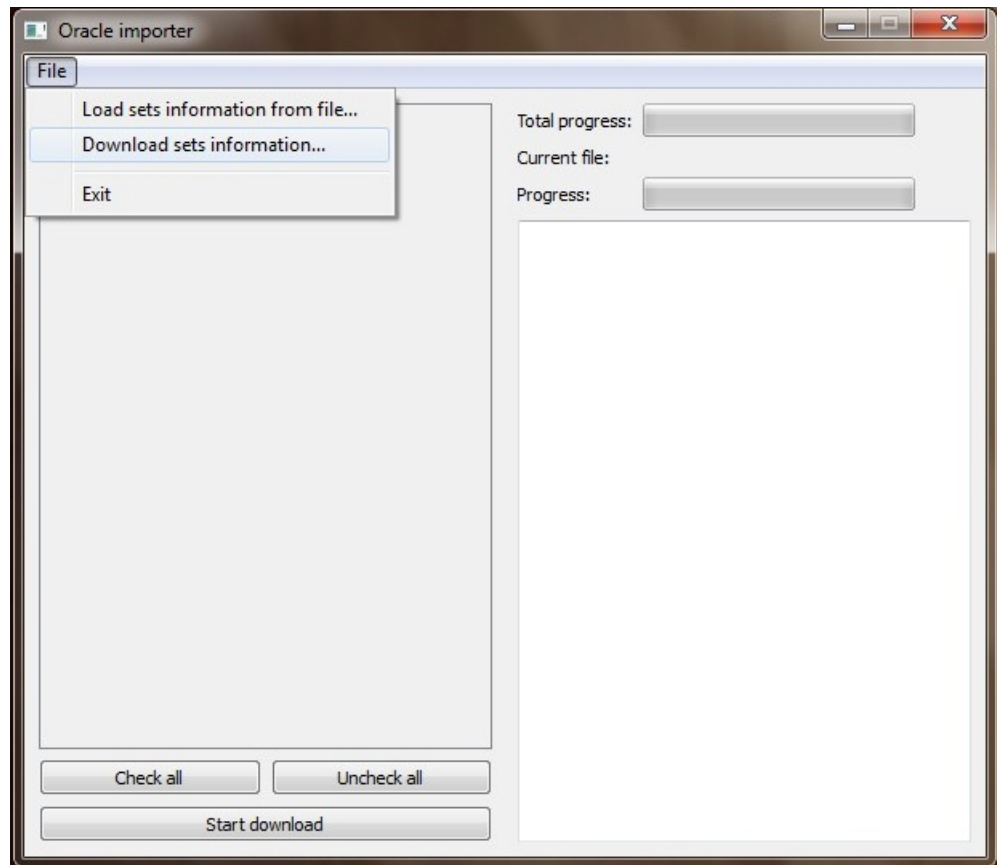 Oracle importer
File
Load sets information from file...
Download sets information...
Exit
Total progress:
Current file:
Progress:
Check all
Uncheck all
Start download